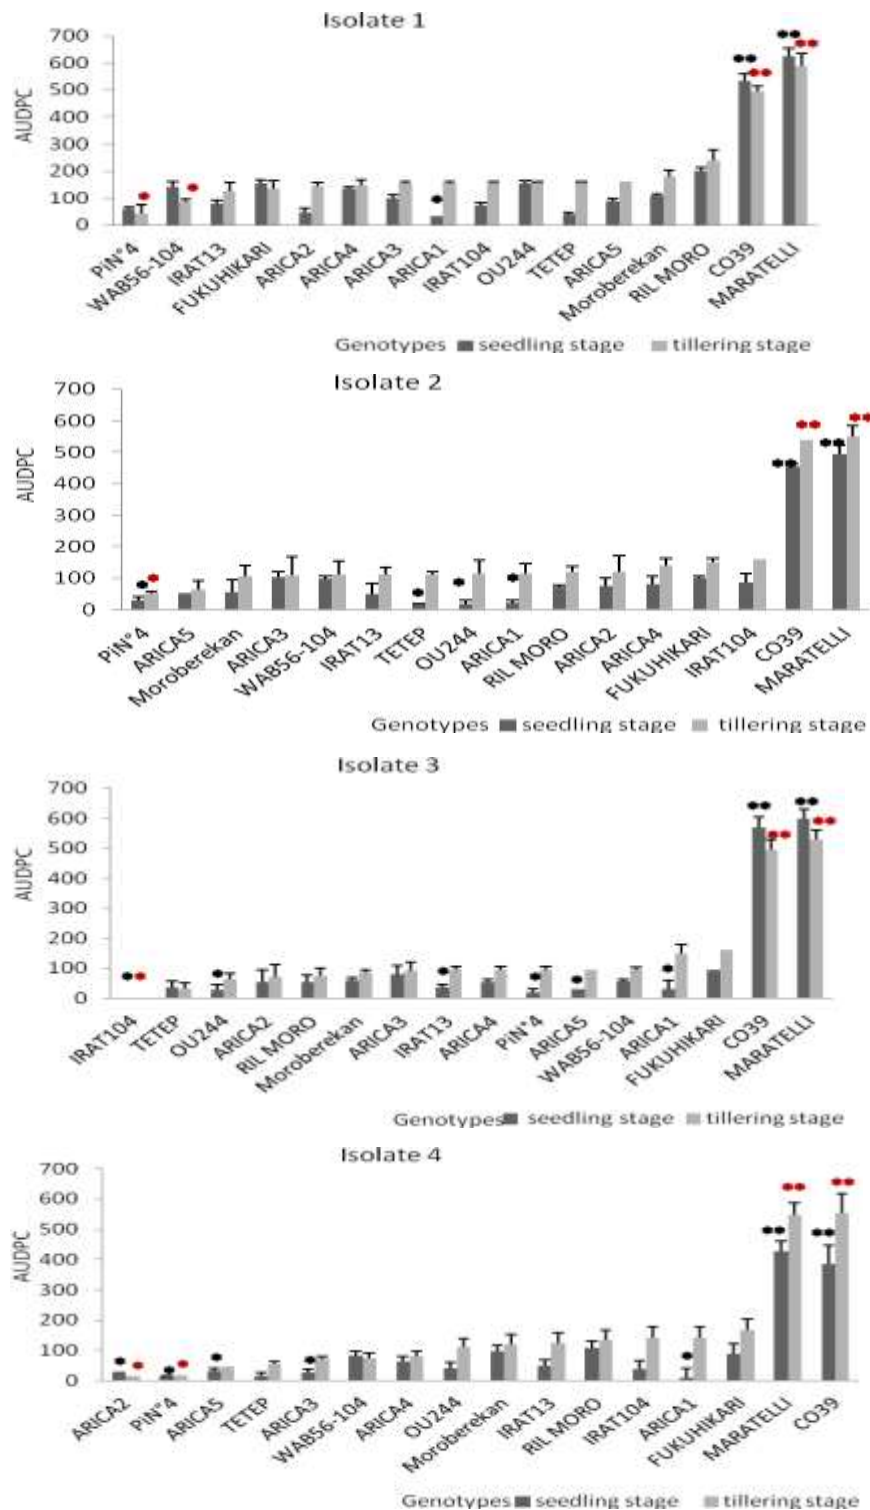 Isolate 1
AUDPC
700
600
500
400
300
200
100
0
PiN°4
WAB56-104
IRAT13
FUKUHIKARI
ARICA2
ARICA4
ARICA3
ARICA1
IRAT104
OU244
TETEP
ARICA5
Moroberekan
RIL MORO
CO39
MARATELLI
Genotypes seedling stage tillering stage
Isolate 2
AUDPC
700
600
500
400
300
200
100
0
PiN°4
ARICA5
Moroberekan
ARICA3
WAB56-104
IRAT13
TETEP
OU244
ARICA1
RIL MORO
ARICA2
ARICA4
FUKUHIKARI
IRAT104
CO39
MARATELLI
Genotypes seedling stage tillering stage
Isolate 3
AUDPC
700
600
500
400
300
200
100
0
IRAT104
TETEP
OU244
ARICA2
RIL MORO
Moroberekan
ARICA3
IRAT13
ARICA4
PiN°4
ARICA5
WAB56-104
ARICA1
FUKUHIKARI
CO39
MARATELLI
Genotypes seedling stage tillering stage
Isolate 4
AUDPC
700
600
500
400
300
200
100
0
ARICA2
PiN°4
ARICA5
TETEP
ARICA3
WAB56-104
ARICA4
OU244
Moroberekan
IRAT13
RIL MORO
IRAT104
ARICA1
FUKUHIKARI
MARATELLI
CO39
Genotypes seedling stage tillering stage